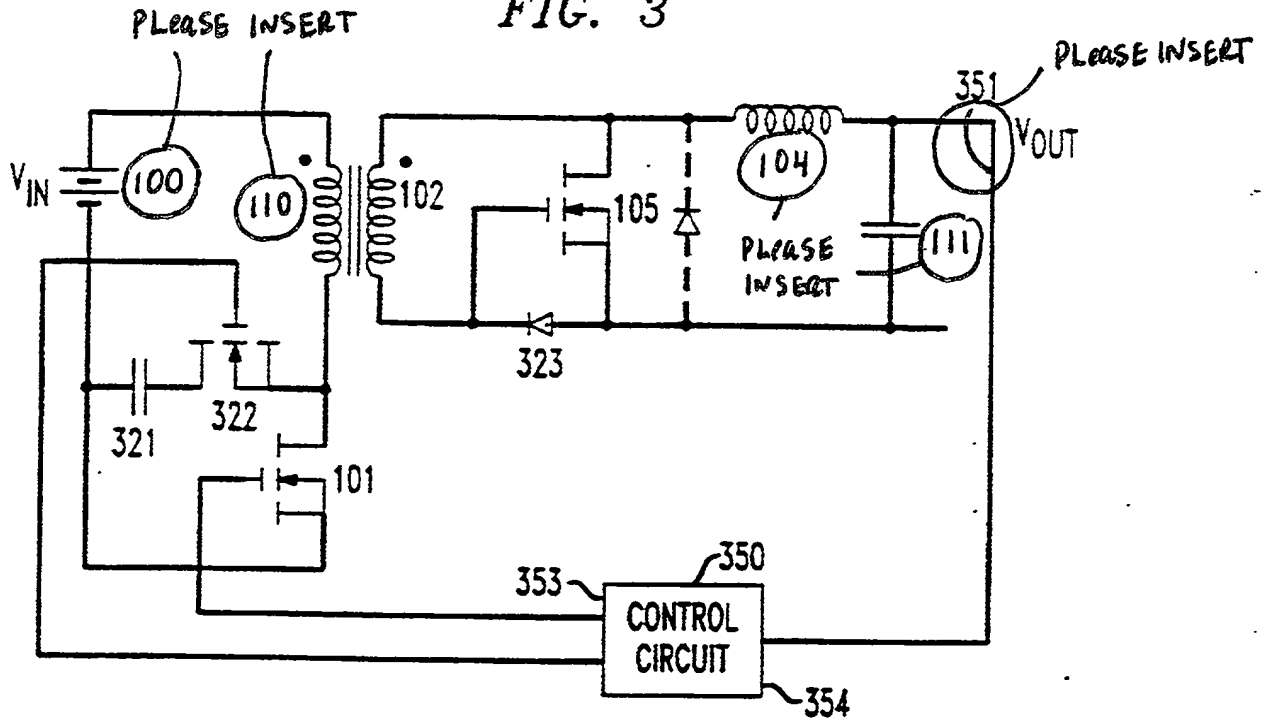 FIG. 3
PLeaSE INSERT
PLeaSE INSERT
351
VOUT
VIN
100
110
102
105
104
PLeaSE
INSERT
111
323
321
322
101
350
353
CONTROL
CIRCUIT
354